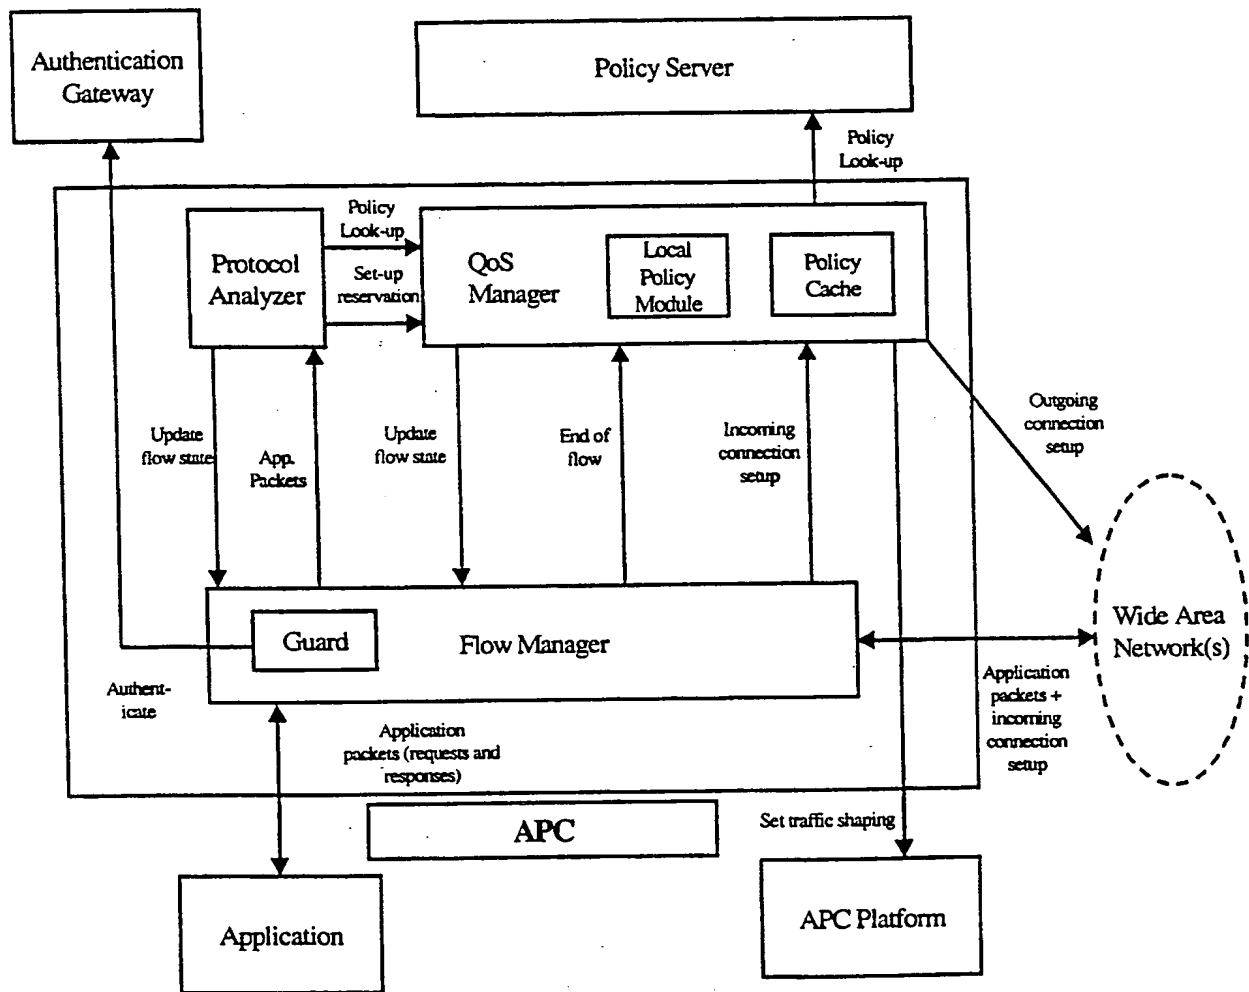 Authentication
Gateway
Policy Server
Policy
Look-up
Policy
Look-up
Set-up
reservation
Protocol
Analyzer
QoS
Manager
Local
Policy
Module
Policy
Cache
Update
flow state
App.
Packets
Update
flow state
End of
flow
Incoming
connection
setup
Outgoing
connection
setup
Guard
Flow Manager
Wide Area
Network(s)
Authent-
icate
Application
packets (requests and
responses)
Application
packets +
incoming
connection
setup
APC
Set traffic shaping
Application
APC Platform